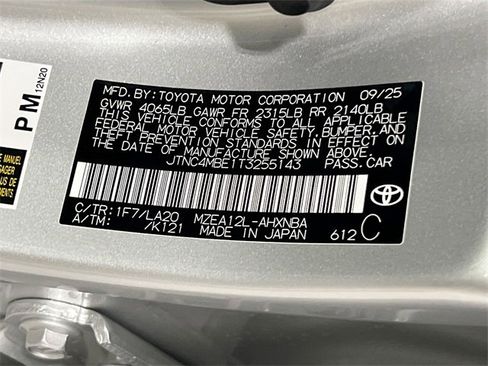 MFD. BY: TOYOTA MOTOR CORPORATION 09/25
GVWR 4065LB GAWR FR 2315LB RR 2140LB
THIS VEHICLE CONFORMS TO ALL APPLICABLE
FEDERAL MOTOR VEHICLE SAFETY, BUMPER, AND
THEFT PREVENTION STANDARDS IN EFFECT ON THE
DATE OF MANUFACTURE SHOWN ABOVE.
JTNC4MBE1T3255143 PASS.CAR
C/TR: 1F7/LA20 MZEA12L-AHXNBA
A/TM: /K121 MADE IN JAPAN 612 C
TOYOTA
PM
12N20